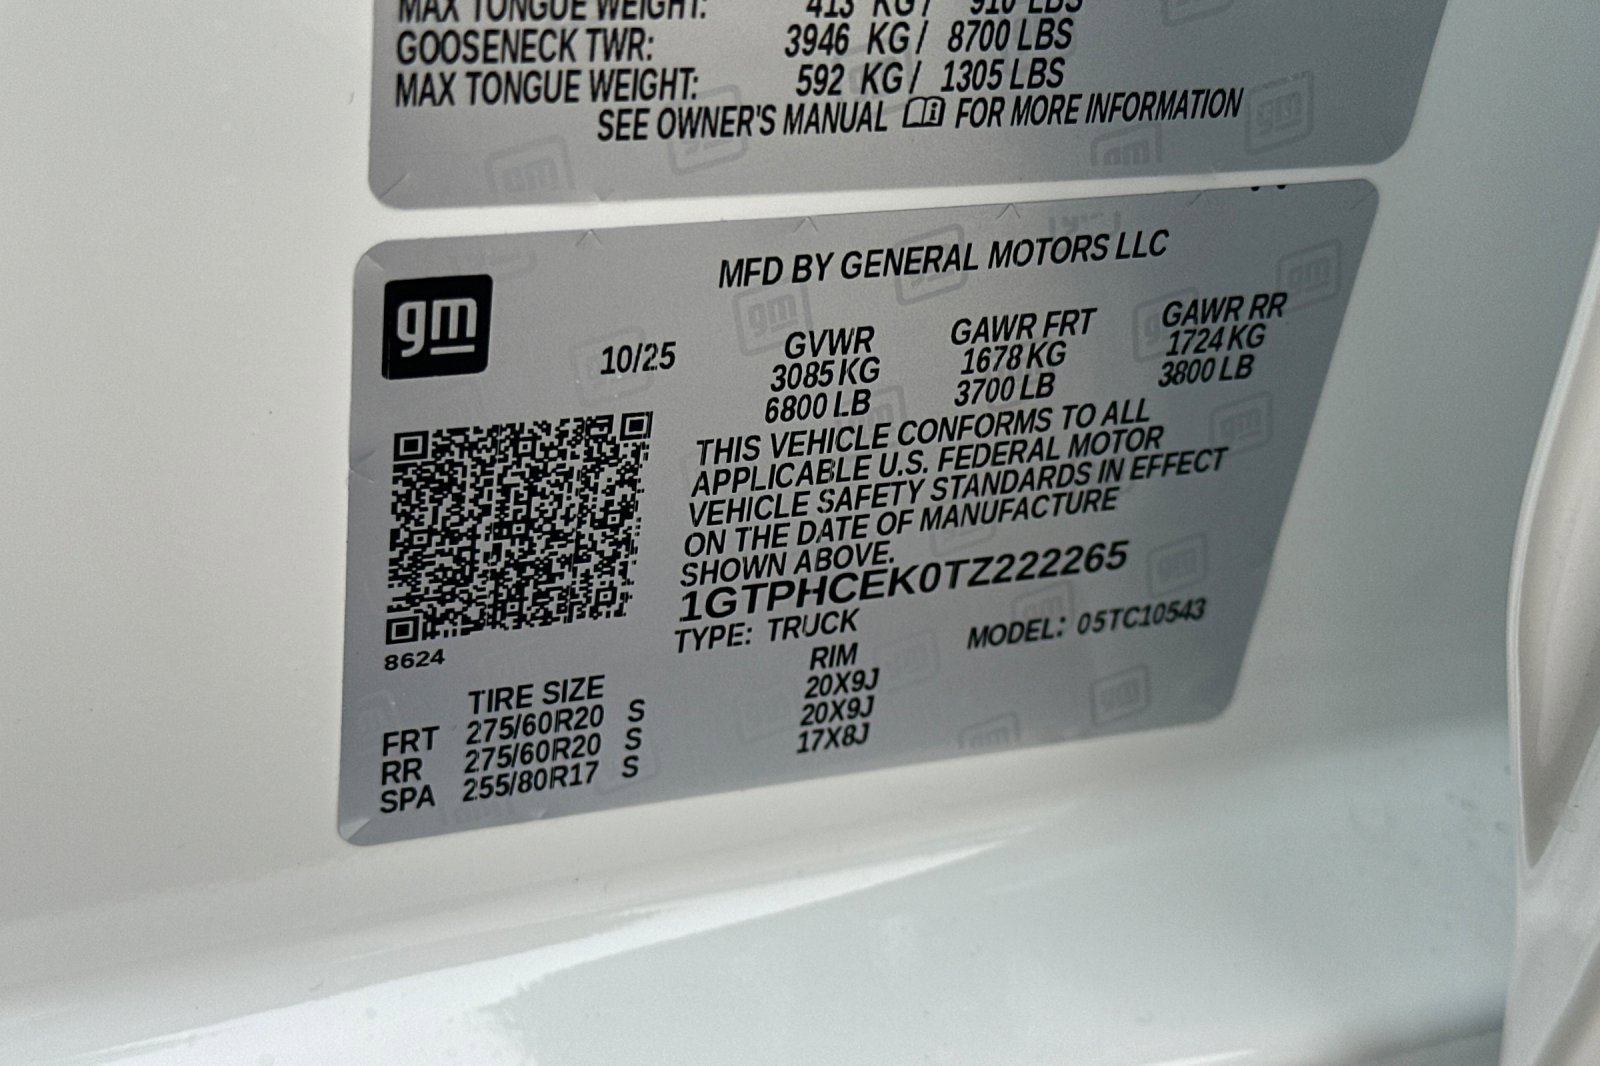 MAX TONGUE WEIGHT: 413 KG / 910 LBS
GOOSENECK TWR: 3946 KG / 8700 LBS
MAX TONGUE WEIGHT: 592 KG / 1305 LBS
SEE OWNER'S MANUAL FOR MORE INFORMATION
MFD BY GENERAL MOTORS LLC
gm
10/25
GVWR GAWR FRT GAWR RR
3085 KG 1678 KG 1724 KG
6800 LB 3700 LB 3800 LB
THIS VEHICLE CONFORMS TO ALL
APPLICABLE U.S. FEDERAL MOTOR
VEHICLE SAFETY STANDARDS IN EFFECT
ON THE DATE OF MANUFACTURE
SHOWN ABOVE.
1GTPHCEK0TZ222265
TYPE: TRUCK MODEL: 05TC10543
8624
TIRE SIZE RIM
FRT 275/60R20 S 20X9J
RR 275/60R20 S 20X9J
SPA 255/80R17 S 17X8J